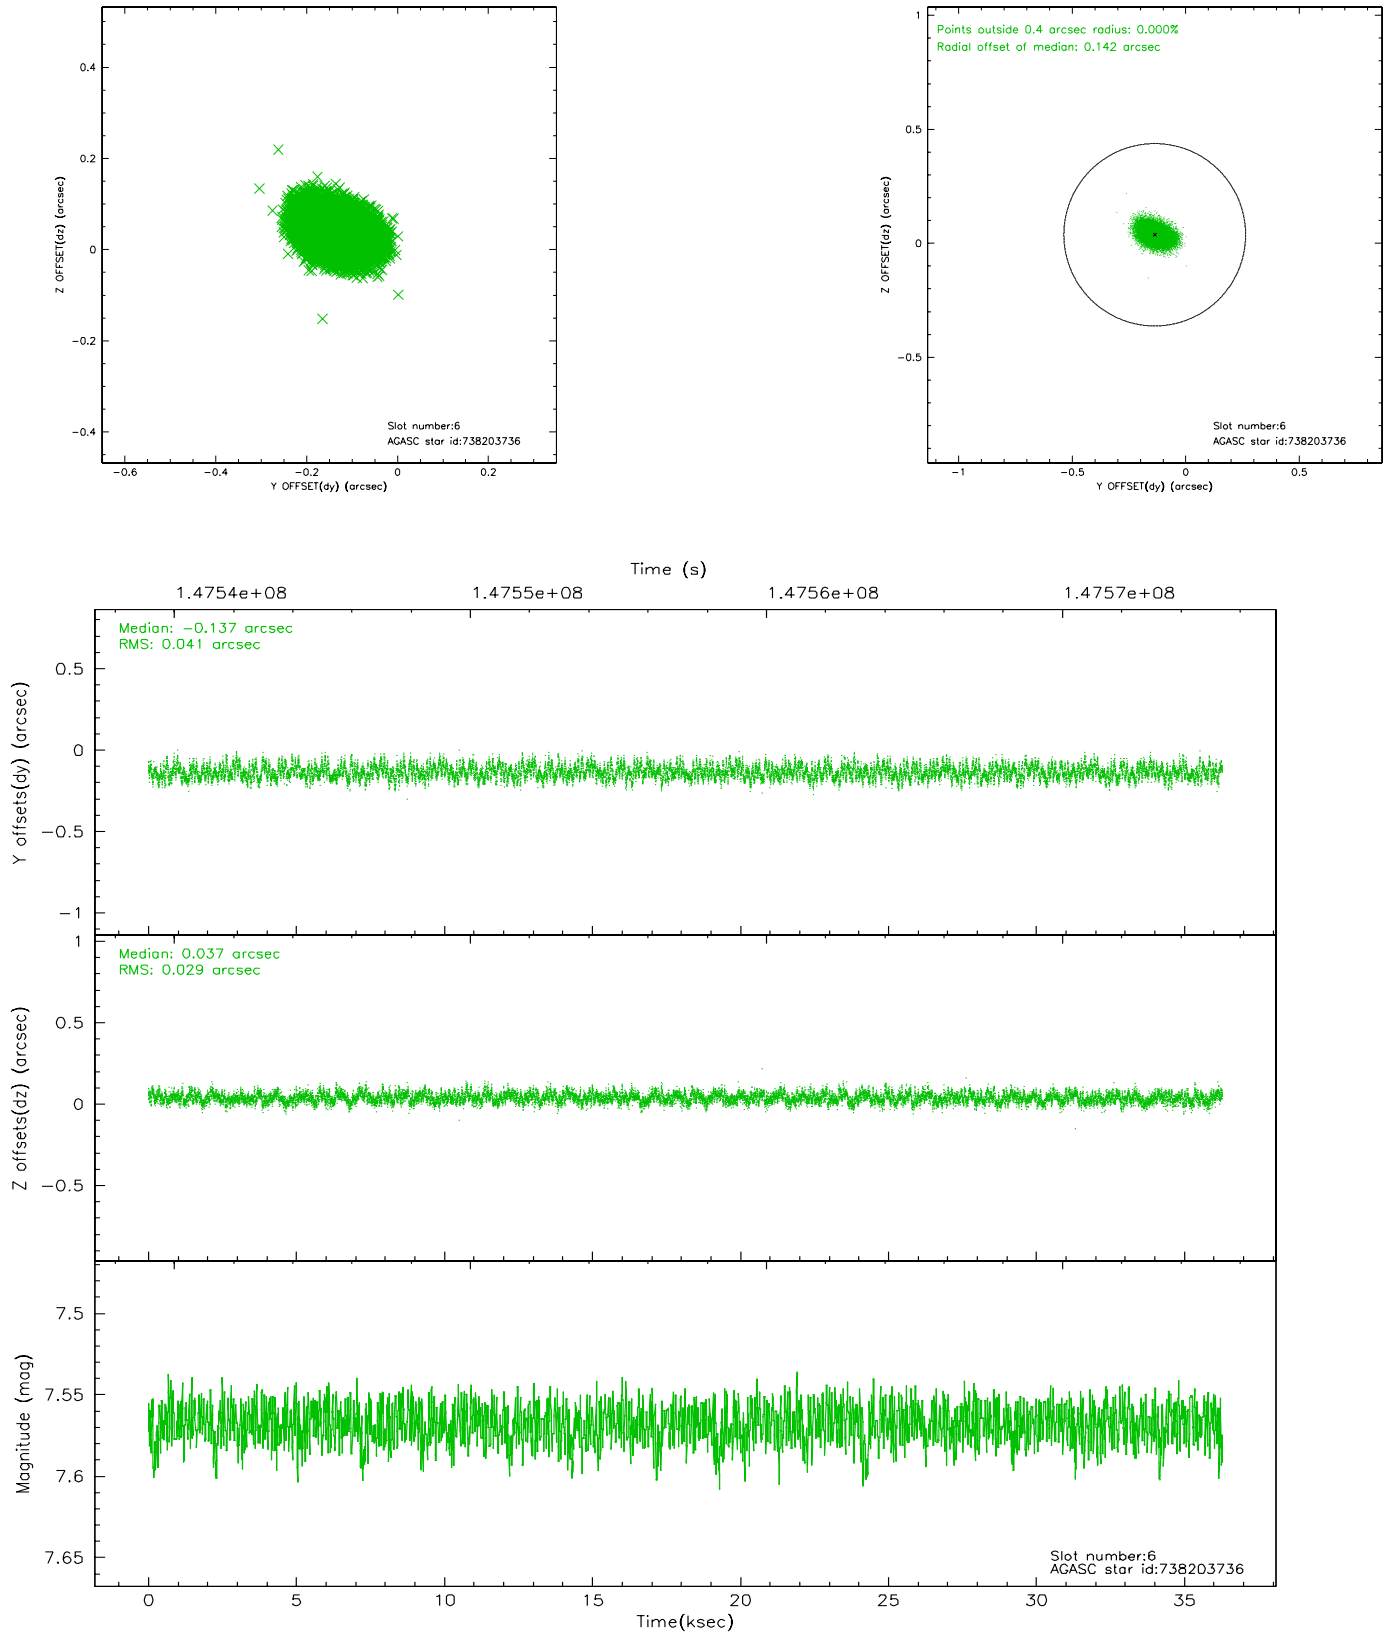 0.4
0.2
0
-0.2
-0.4
Z OFFSET(dz) (arcsec)
Slot number:6
AGASC star id:738203736
-0.6 -0.4 -0.2 0 0.2
Y OFFSET(dy) (arcsec)
Points outside 0.4 arcsec radius: 0.000%
Radial offset of median: 0.142 arcsec
1
0.5
0
-0.5
Z OFFSET(dz) (arcsec)
Slot number:6
AGASC star id:738203736
-1 -0.5 0 0.5
Y OFFSET(dy) (arcsec)
Time (s)
1.4754e+08 1.4755e+08 1.4756e+08 1.4757e+08
Median: -0.137 arcsec
RMS: 0.041 arcsec
0.5
0
-0.5
-1
Y offsets(dy) (arcsec)
Median: 0.037 arcsec
RMS: 0.029 arcsec
1
0.5
0
-0.5
Z offsets(dz) (arcsec)
7.5
7.55
7.6
7.65
Magnitude (mag)
Slot number:6
AGASC star id:738203736
0 5 10 15 20 25 30 35
Time(ksec)